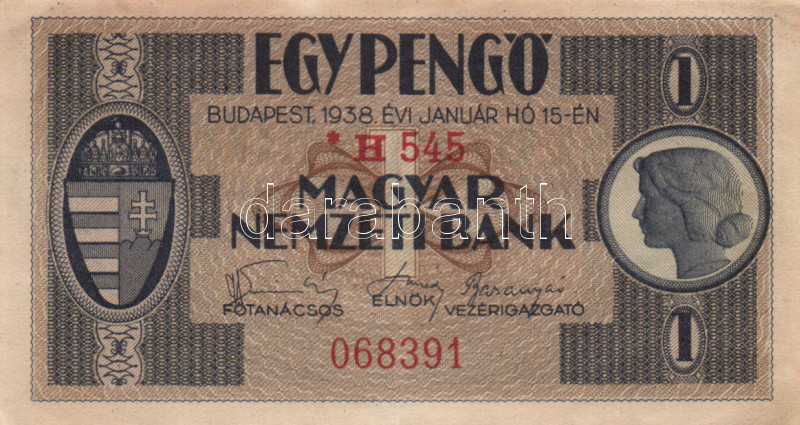 EGY PENGŐ
1
BUDAPEST, 1938. ÉVI JANUÁR HÓ 15-ÉN
* H 545
MAGYAR
NEMZETI BANK
darabanth
FŐTANÁCSOS ELNÖK VEZÉRIGAZGATÓ
068391
1